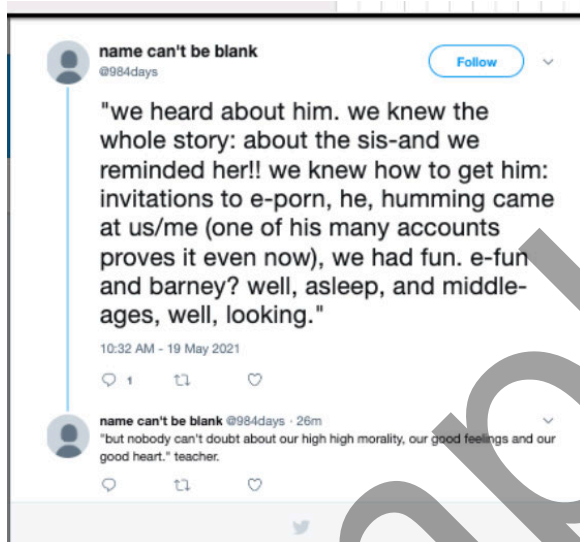 name can't be blank
@984days
Follow
"we heard about him. we knew the
whole story: about the sis-and we
reminded her!! we knew how to get him:
invitations to e-porn, he, humming came
at us/me (one of his many accounts
proves it even now), we had fun. e-fun
and barney? well, asleep, and middle-
ages, well, looking."
10:32 AM - 19 May 2021
1
name can't be blank @984days · 26m
"but nobody can't doubt about our high high morality, our good feelings and our
good heart." teacher.